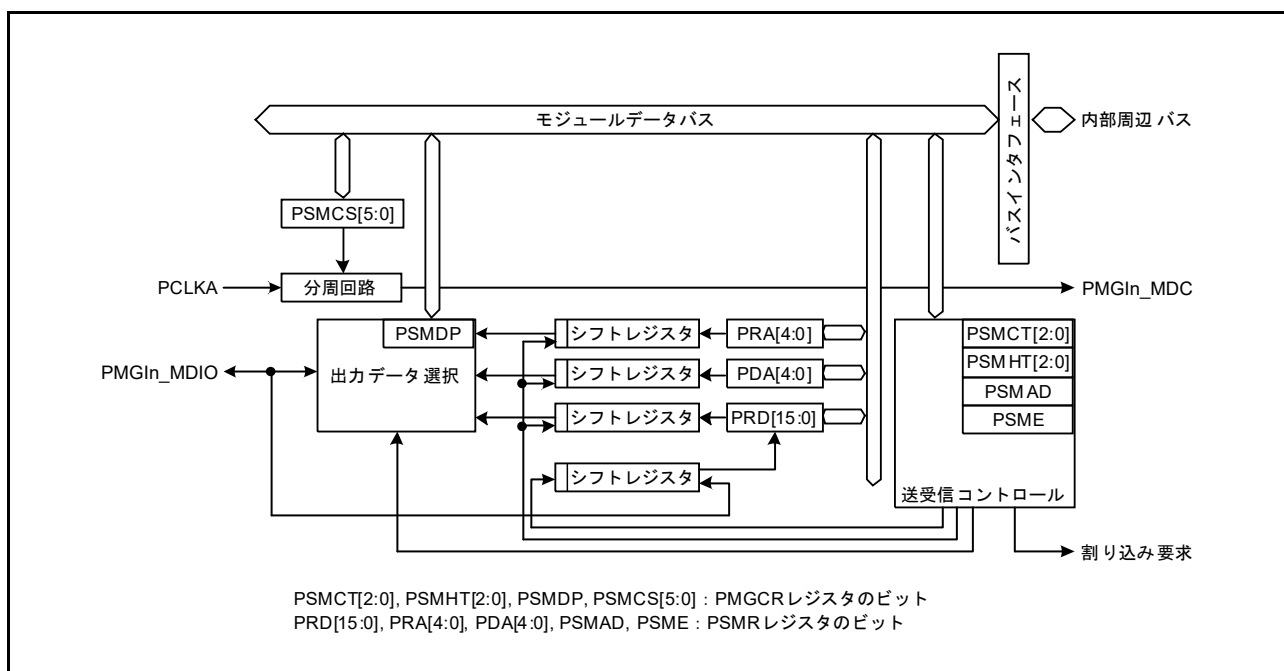 モジュールデータバス
バスインタフェース
内部周辺バス
PSMCS[5:0]
PCLKA
分周回路
PMGIn_MDC
PSMDP
シフトレジスタ
PRA[4:0]
PSMCT[2:0]
PSMHT[2:0]
PMGIn_MDIO
出力データ選択
シフトレジスタ
PDA[4:0]
PSMAD
シフトレジスタ
PRD[15:0]
PSME
シフトレジスタ
送受信コントロール
割り込み要求
PSMCT[2:0], PSMHT[2:0], PSMDP, PSMCS[5:0] : PMGCRレジスタのビット
PRD[15:0], PRA[4:0], PDA[4:0], PSMAD, PSME : PSMRレジスタのビット